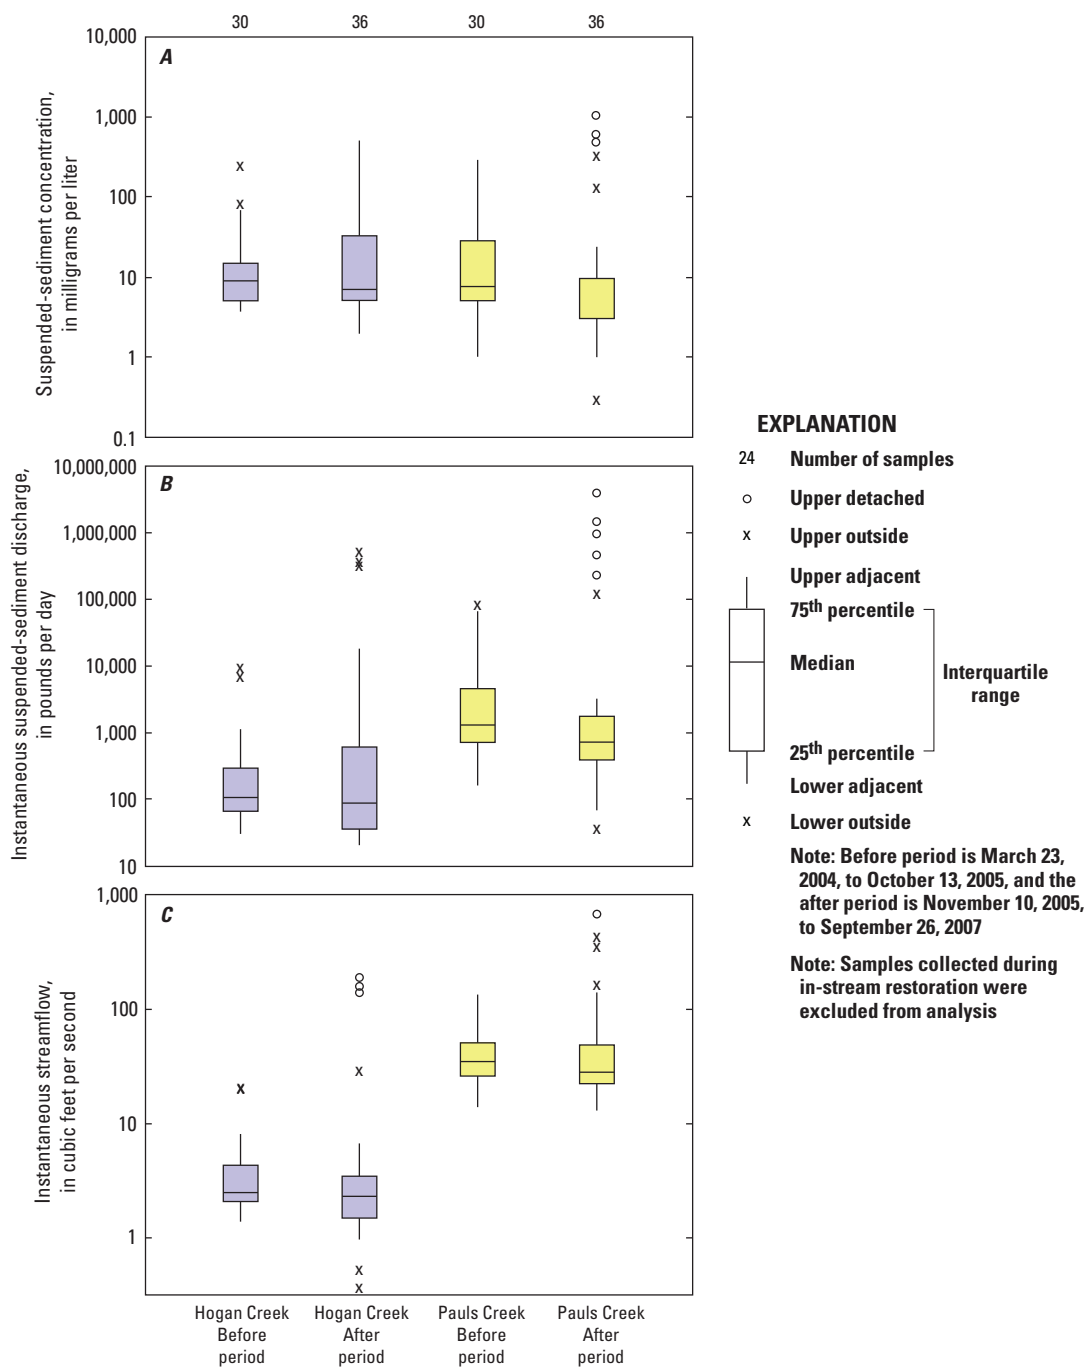 30 36 30 36
A
10,000
1,000
100
10
1
0.1
Suspended-sediment concentration,
in milligrams per liter
B
10,000,000
1,000,000
100,000
10,000
1,000
100
10
Instantaneous suspended-sediment discharge,
in pounds per day
C
1,000
100
10
1
Instantaneous streamflow,
in cubic feet per second
Hogan Creek
Before
period
Hogan Creek
After
period
Pauls Creek
Before
period
Pauls Creek
After
period
EXPLANATION
24 Number of samples
o Upper detached
x Upper outside
Upper adjacent
75th percentile
Median
Interquartile
range
25th percentile
Lower adjacent
x Lower outside
Note: Before period is March 23,
2004, to October 13, 2005, and the
after period is November 10, 2005,
to September 26, 2007
Note: Samples collected during
in-stream restoration were
excluded from analysis